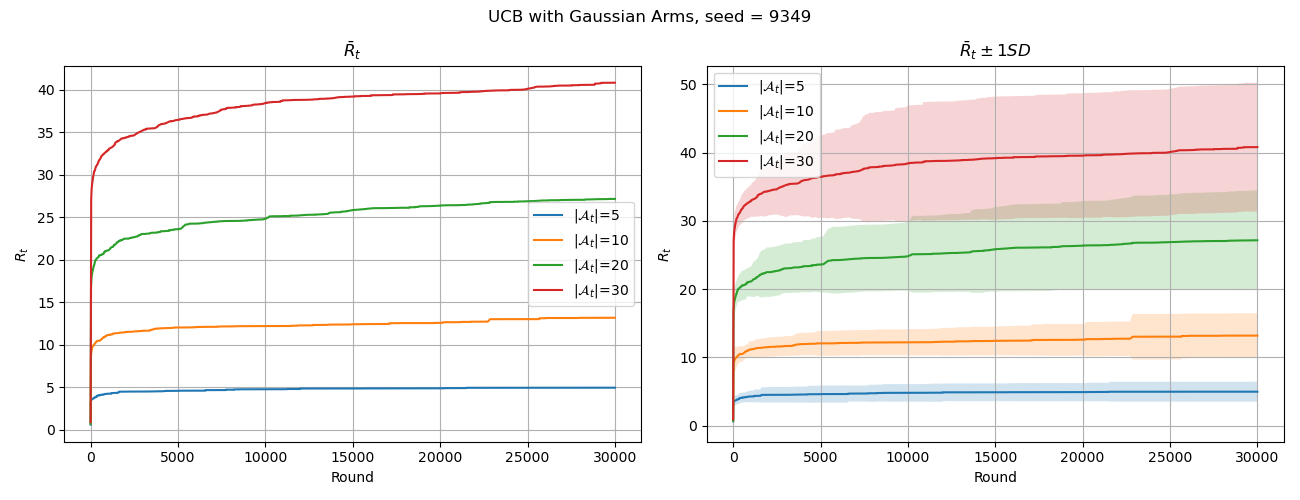 UCB with Gaussian Arms, seed = 9349
R̄ₜ
40
35
30
25
20
15
10
5
0
Rₜ
|𝒜ₜ|=5
|𝒜ₜ|=10
|𝒜ₜ|=20
|𝒜ₜ|=30
0 5000 10000 15000 20000 25000 30000
Round
R̄ₜ ± 1SD
50
40
30
20
10
0
Rₜ
|𝒜ₜ|=5
|𝒜ₜ|=10
|𝒜ₜ|=20
|𝒜ₜ|=30
0 5000 10000 15000 20000 25000 30000
Round